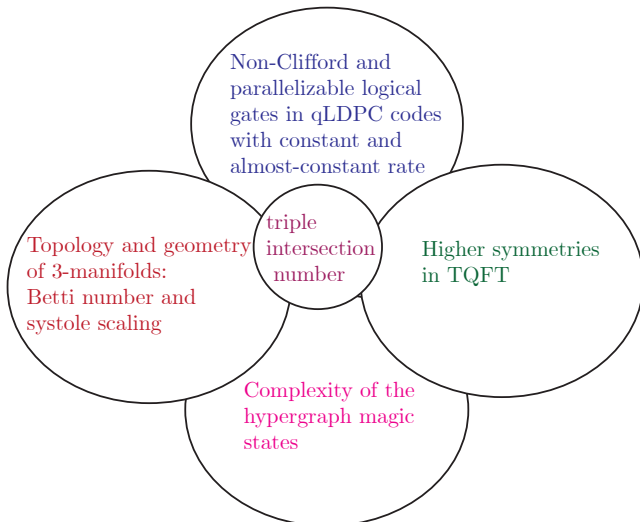 Non-Clifford and
parallelizable logical
gates in qLDPC codes
with constant and
almost-constant rate
triple
intersection
number
Topology and geometry
of 3-manifolds:
Betti number and
systole scaling
Higher symmetries
in TQFT
Complexity of the
hypergraph magic
states